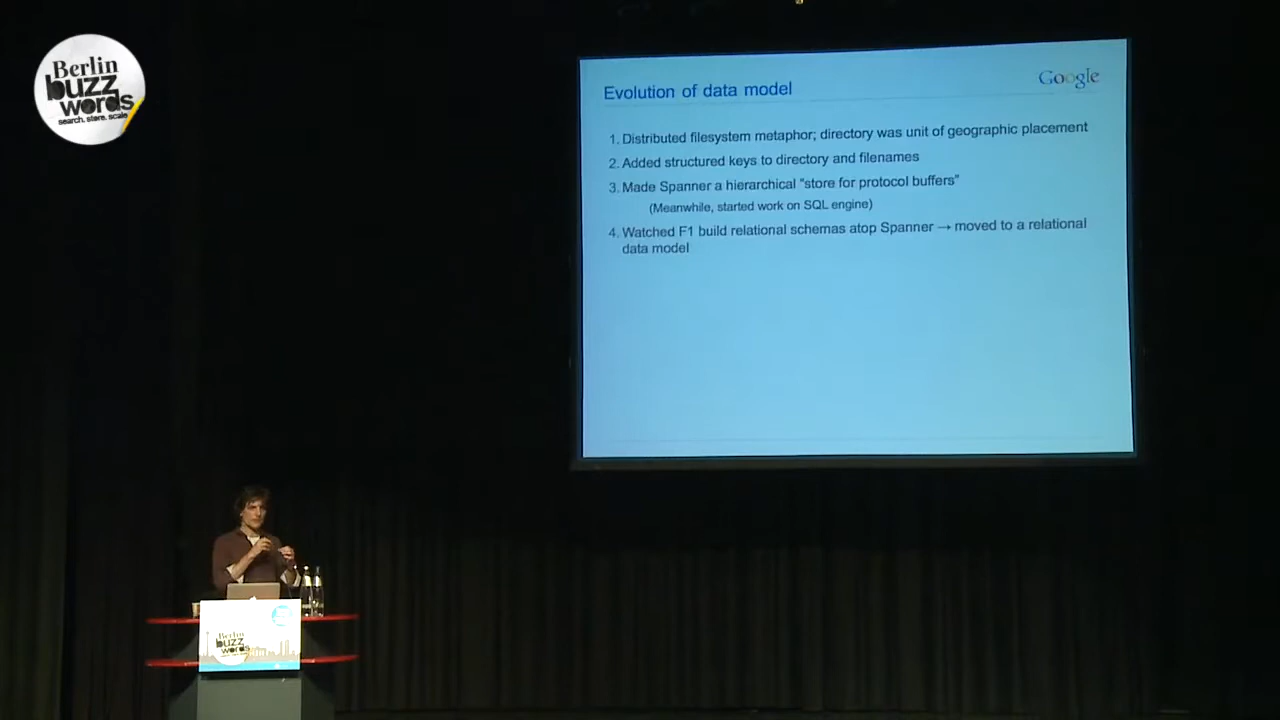 Berlin
buzz
words
search. store. scale
Evolution of data model
Google
1. Distributed filesystem metaphor; directory was unit of geographic placement
2. Added structured keys to directory and filenames
3. Made Spanner a hierarchical "store for protocol buffers"
(Meanwhile, started work on SQL engine)
4. Watched F1 build relational schemas atop Spanner → moved to a relational
data model
Berlin
buzz
words